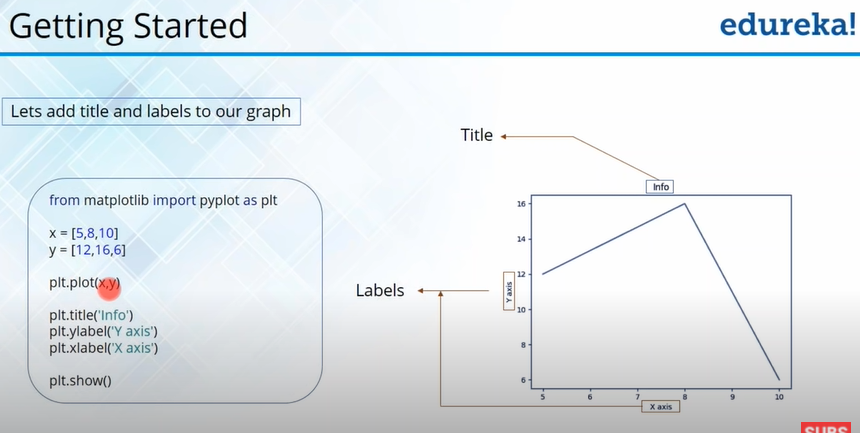 Getting Started
edureka!
Lets add title and labels to our graph
from matplotlib import pyplot as plt
x = [5,8,10]
y = [12,16,6]
plt.plot(x,y)
plt.title('Info')
plt.ylabel('Y axis')
plt.xlabel('X axis')
plt.show()
Title
Info
Labels
Y axis
16
14
12
10
8
6
5 6 7 8 9 10
X axis
SUBS